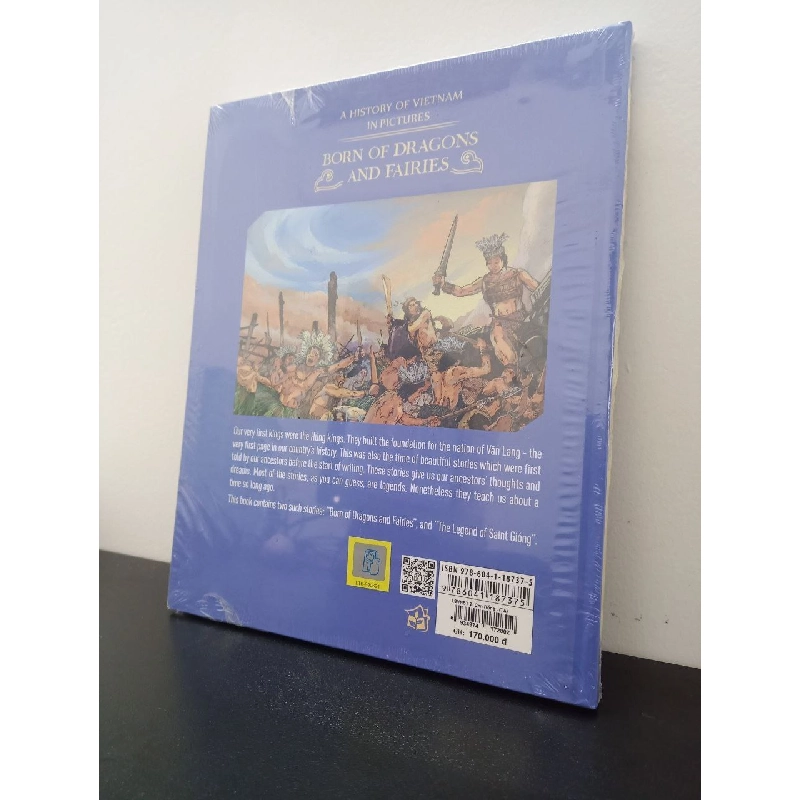 A HISTORY OF VIETNAM
IN PICTURES
BORN OF DRAGONS
AND FAIRIES
Our very first kings were the Hùng kings. They built the foundation for the nation of Văn Lang – the
very first page in our country's history. This was also the time of beautiful stories which were first
told by our ancestors before the start of writing. These stories give us our ancestors' thoughts and
dreams. Most of the stories, as you can guess, are legends. Nonetheless they teach us about a
time so long ago.
This book contains two such stories: "Born of Dragons and Fairies", and "The Legend of Saint Gióng".
ISBN 978-604-1-18737-5
9786041187375
Giá: 170.000 đ